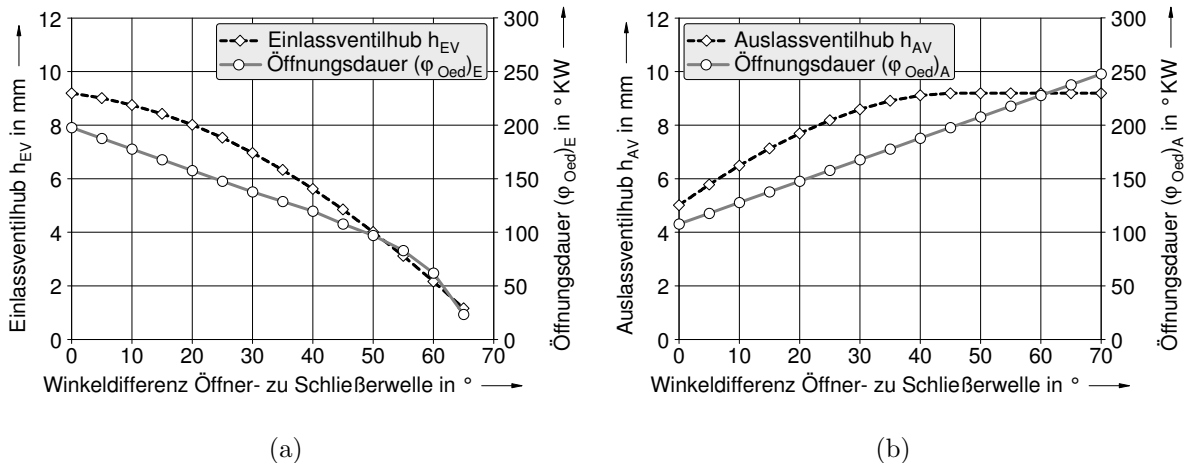 12
10
8
6
4
2
0
Einlassventilhub h_EV in mm
300
250
200
150
100
50
0
Öffnungsdauer (φ_Oed)_E in °KW
Einlassventilhub h_EV
Öffnungsdauer (φ_Oed)_E
0 10 20 30 40 50 60 70
Winkeldifferenz Öffner- zu Schließerwelle in °
(a)
12
10
8
6
4
2
0
Auslassventilhub h_AV in mm
300
250
200
150
100
50
0
Öffnungsdauer (φ_Oed)_A in °KW
Auslassventilhub h_AV
Öffnungsdauer (φ_Oed)_A
0 10 20 30 40 50 60 70
Winkeldifferenz Öffner- zu Schließerwelle in °
(b)